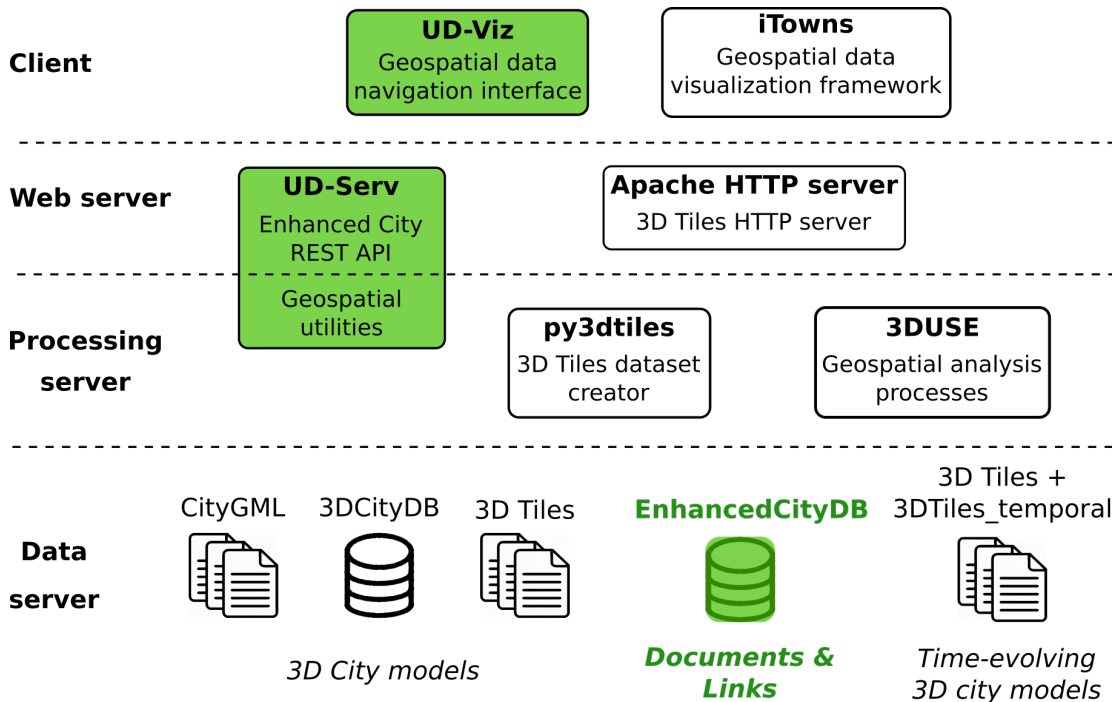 Client
UD-Viz
Geospatial data
navigation interface
iTowns
Geospatial data
visualization framework
Web server
UD-Serv
Enhanced City
REST API
Geospatial
utilities
Apache HTTP server
3D Tiles HTTP server
Processing
server
py3dtiles
3D Tiles dataset
creator
3DUSE
Geospatial analysis
processes
Data
server
CityGML
3DCityDB
3D Tiles
3D City models
EnhancedCityDB
Documents &
Links
3D Tiles +
3DTiles_temporal
Time-evolving
3D city models